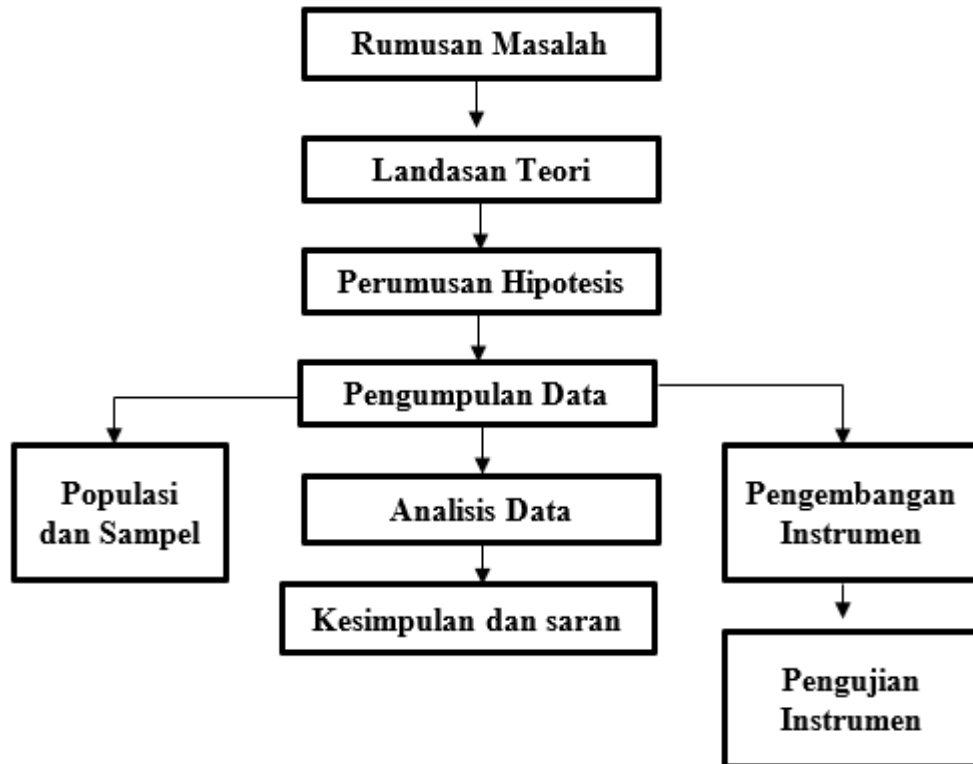 Rumusan Masalah
Landasan Teori
Perumusan Hipotesis
Pengumpulan Data
Populasi
dan Sampel
Analisis Data
Pengembangan
Instrumen
Kesimpulan dan saran
Pengujian
Instrumen